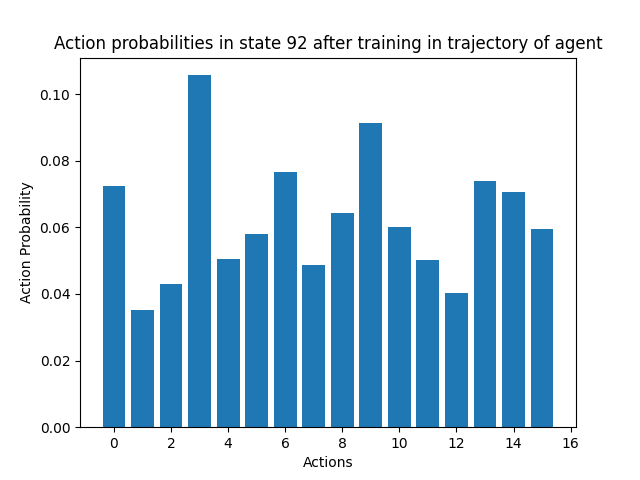 Action probabilities in state 92 after training in trajectory of agent
0.10
0.08
0.06
0.04
0.02
0.00
Action Probability
0 2 4 6 8 10 12 14 16
Actions